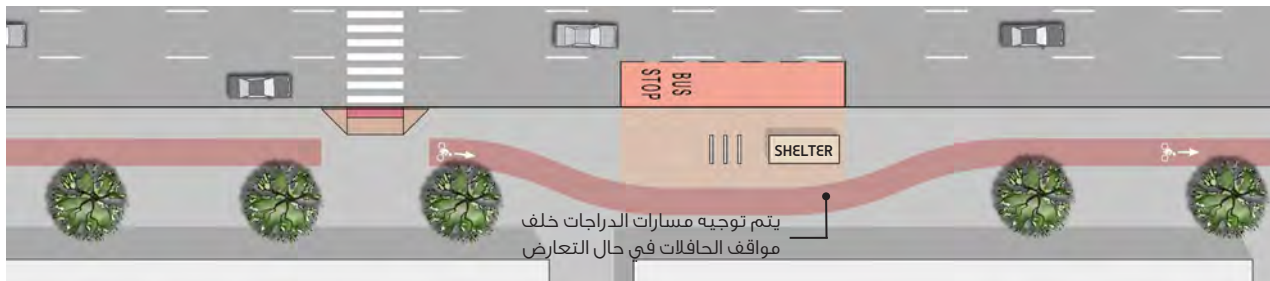 BUS
STOP
SHELTER
يتم توجيه مسارات الدراجات خلف
مواقف الحافلات في حال التعارض